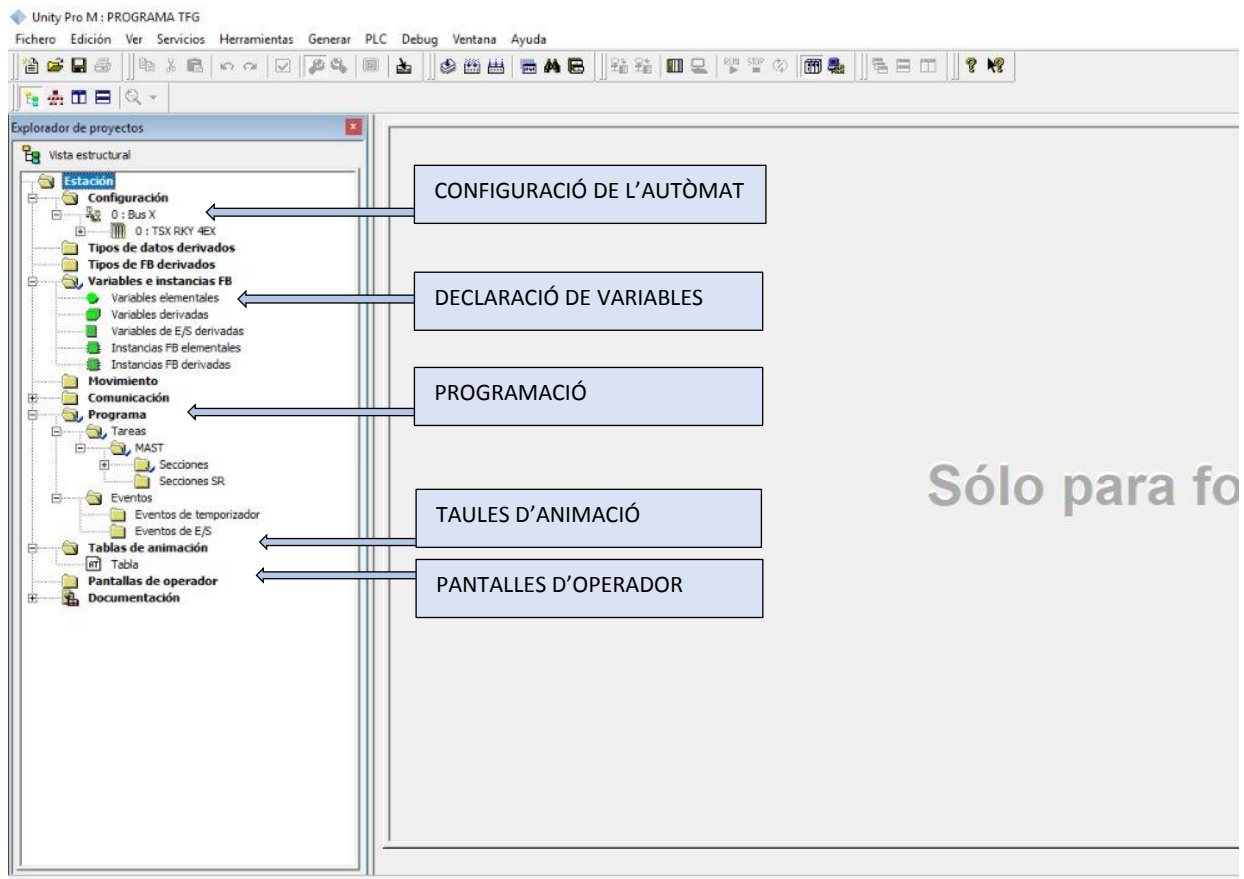 Unity Pro M : PROGRAMA TFG
Fichero Edición Ver Servicios Herramientas Generar PLC Debug Ventana Ayuda
RUN STOP
Explorador de proyectos
Vista estructural
Estación
Configuración
0 : Bus X
0 : TSX RKY 4EX
Tipos de datos derivados
Tipos de FB derivados
Variables e instancias FB
Variables elementales
Variables derivadas
Variables de E/S derivadas
Instancias FB elementales
Instancias FB derivadas
Movimiento
Comunicación
Programa
Tareas
MAST
Secciones
Secciones SR
Eventos
Eventos de temporizador
Eventos de E/S
Tablas de animación
Tabla
Pantallas de operador
Documentación
CONFIGURACIÓ DE L’AUTÒMAT
DECLARACIÓ DE VARIABLES
PROGRAMACIÓ
TAULES D’ANIMACIÓ
PANTALLES D’OPERADOR
Sólo para fo